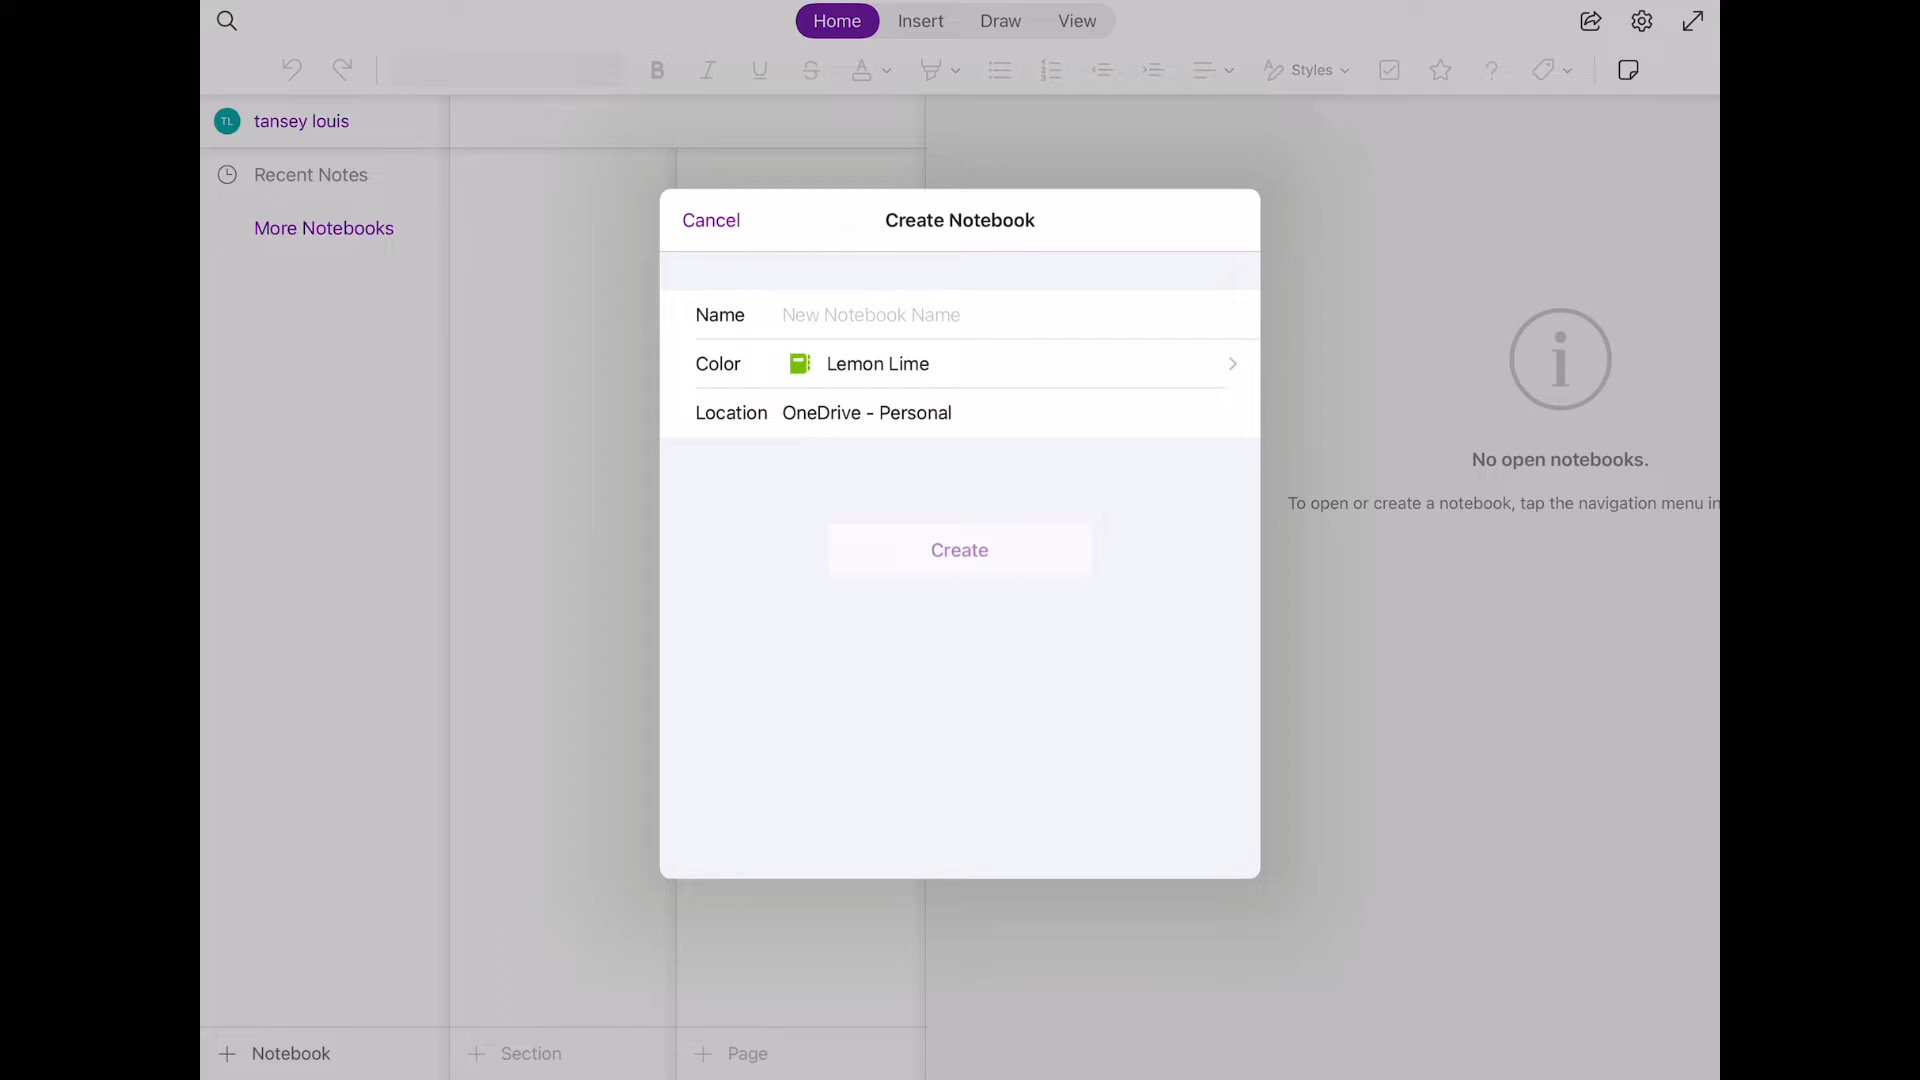 Home Insert Draw View
B I U S A Styles ?
TL tansey louis
Recent Notes
More Notebooks
Cancel Create Notebook
Name New Notebook Name
Color Lemon Lime
Location OneDrive - Personal
Create
No open notebooks.
To open or create a notebook, tap the navigation menu in
Notebook Section Page